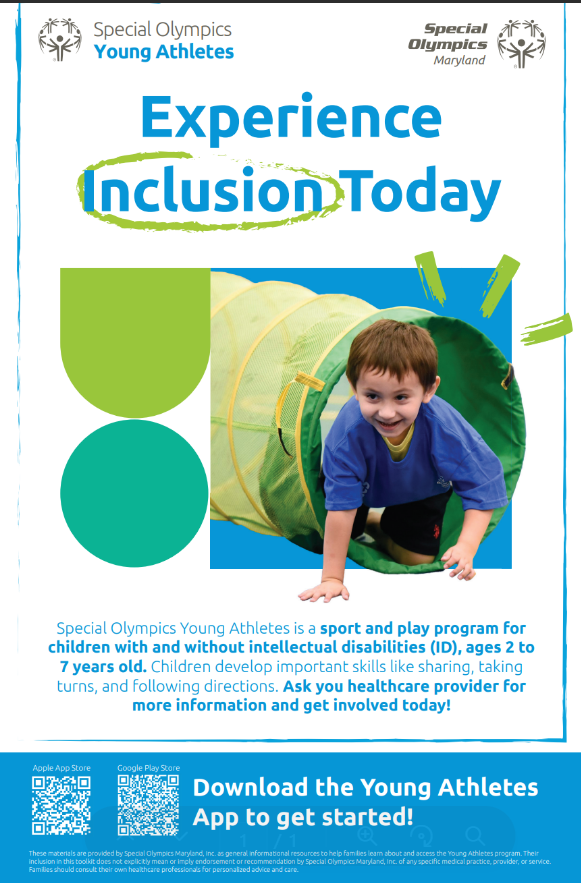 Special Olympics
Young Athletes
Special
Olympics
Maryland
Experience
Inclusion Today
Special Olympics Young Athletes is a sport and play program for
children with and without intellectual disabilities (ID), ages 2 to
7 years old. Children develop important skills like sharing, taking
turns, and following directions. Ask you healthcare provider for
more information and get involved today!
Apple App Store
Google Play Store
Download the Young Athletes
App to get started!
These materials are provided by Special Olympics Maryland, Inc. as general informational resources to help families learn about and access the Young Athletes program. Their
inclusion in this toolkit does not explicitly mean or imply endorsement or recommendation by Special Olympics Maryland, Inc. of any specific medical practice, provider, or service.
Families should consult their own healthcare professionals for personalized advice and care.